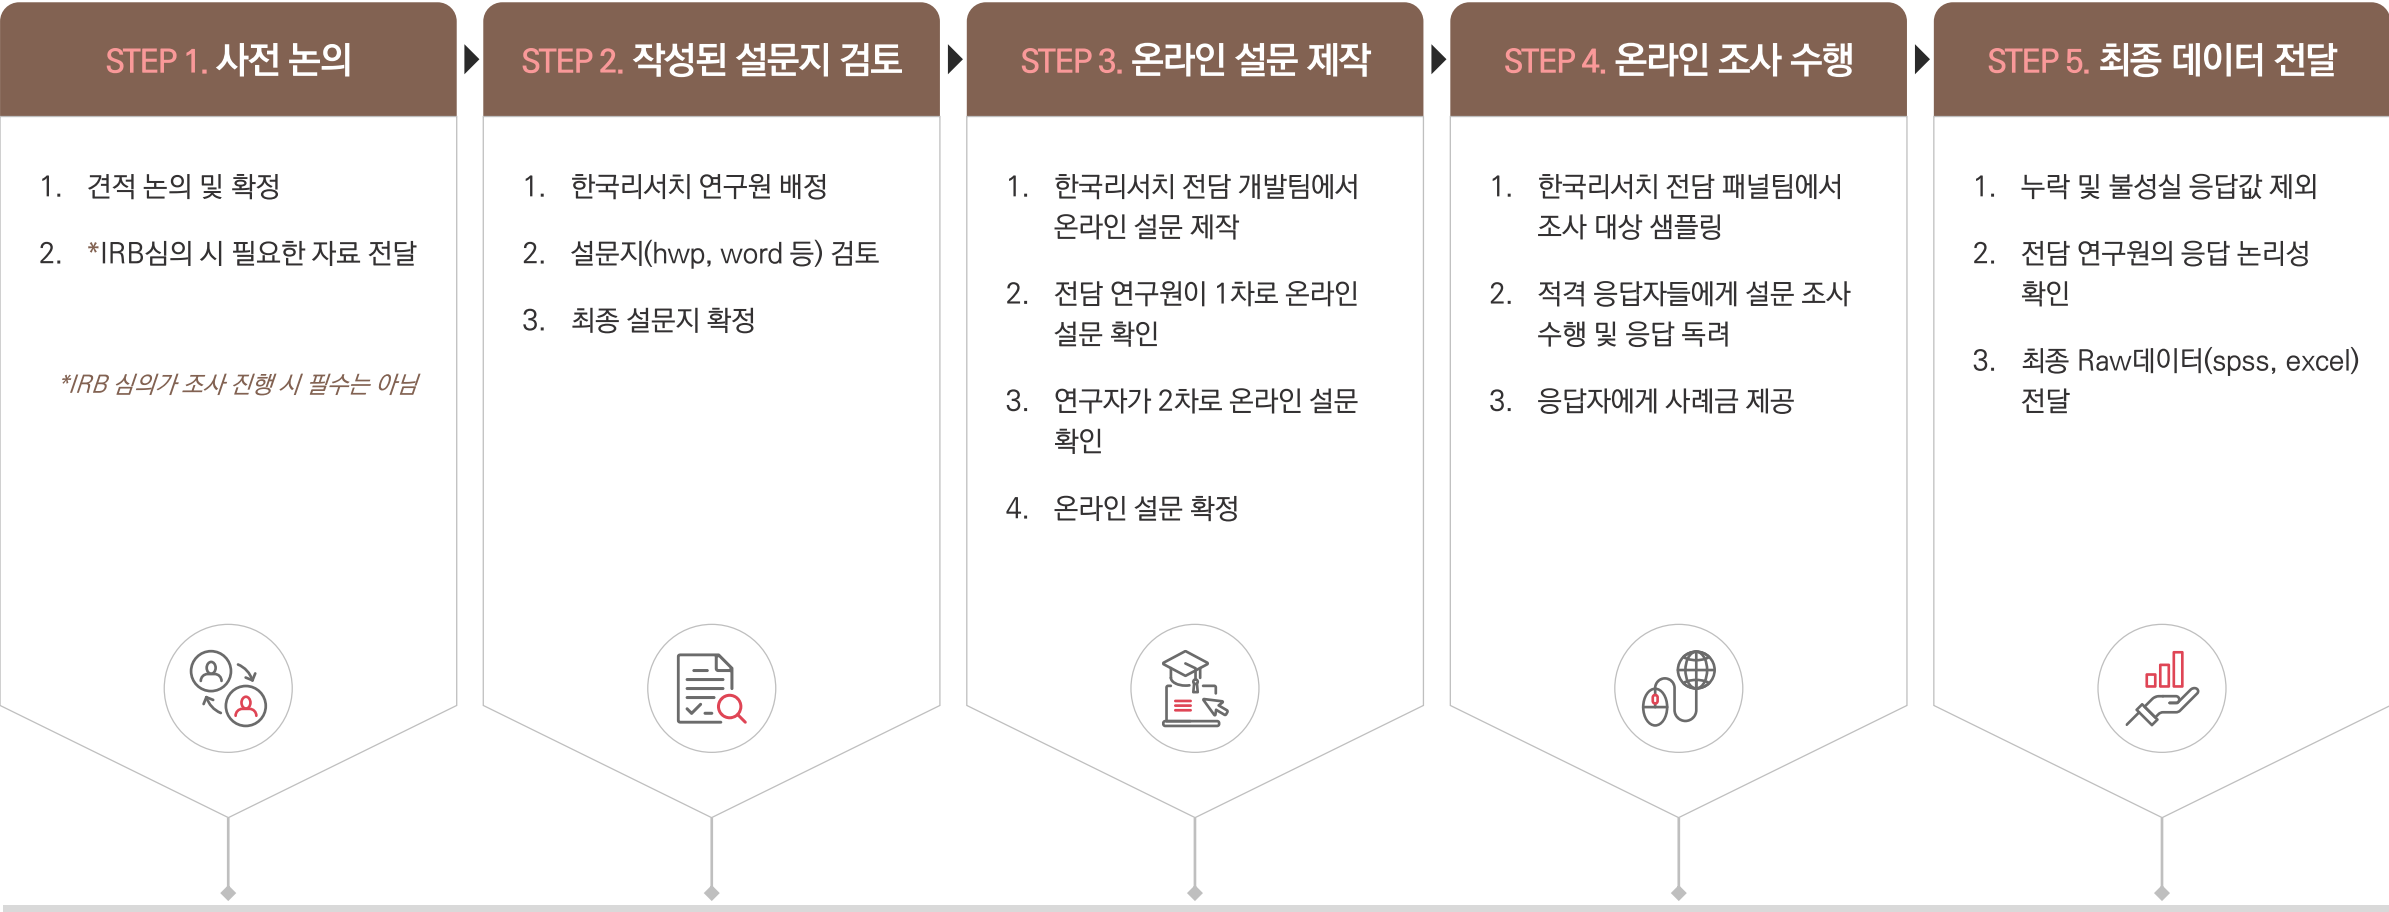 STEP 1. 사전 논의
1. 견적 논의 및 확정
2. *IRB심의 시 필요한 자료 전달
*IRB 심의가 조사 진행 시 필수는 아님
STEP 2. 작성된 설문지 검토
1. 한국리서치 연구원 배정
2. 설문지(hwp, word 등) 검토
3. 최종 설문지 확정
STEP 3. 온라인 설문 제작
1. 한국리서치 전담 개발팀에서
온라인 설문 제작
2. 전담 연구원이 1차로 온라인
설문 확인
3. 연구자가 2차로 온라인 설문
확인
4. 온라인 설문 확정
STEP 4. 온라인 조사 수행
1. 한국리서치 전담 패널팀에서
조사 대상 샘플링
2. 적격 응답자들에게 설문 조사
수행 및 응답 독려
3. 응답자에게 사례금 제공
STEP 5. 최종 데이터 전달
1. 누락 및 불성실 응답값 제외
2. 전담 연구원의 응답 논리성
확인
3. 최종 Raw데이터(spss, excel)
전달